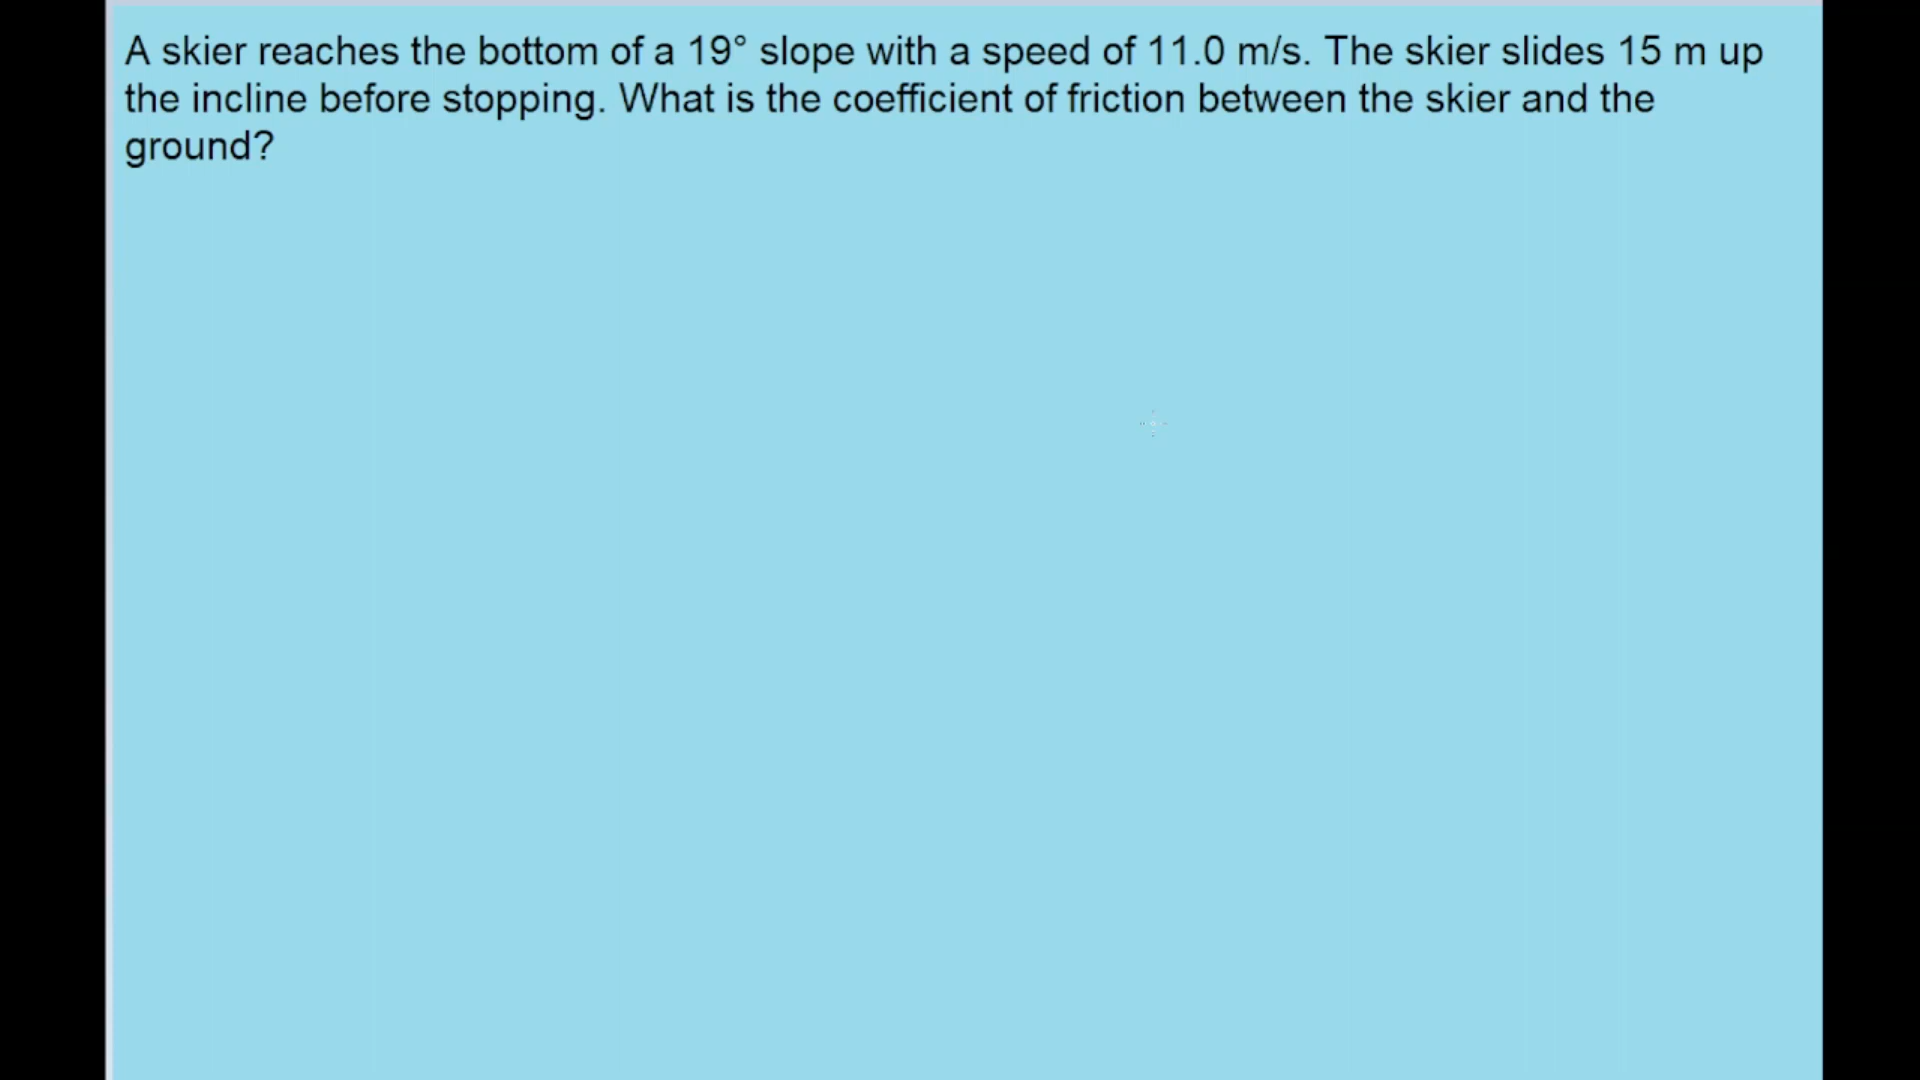 A skier reaches the bottom of a 19° slope with a speed of 11.0 m/s. The skier slides 15 m up
the incline before stopping. What is the coefficient of friction between the skier and the
ground?